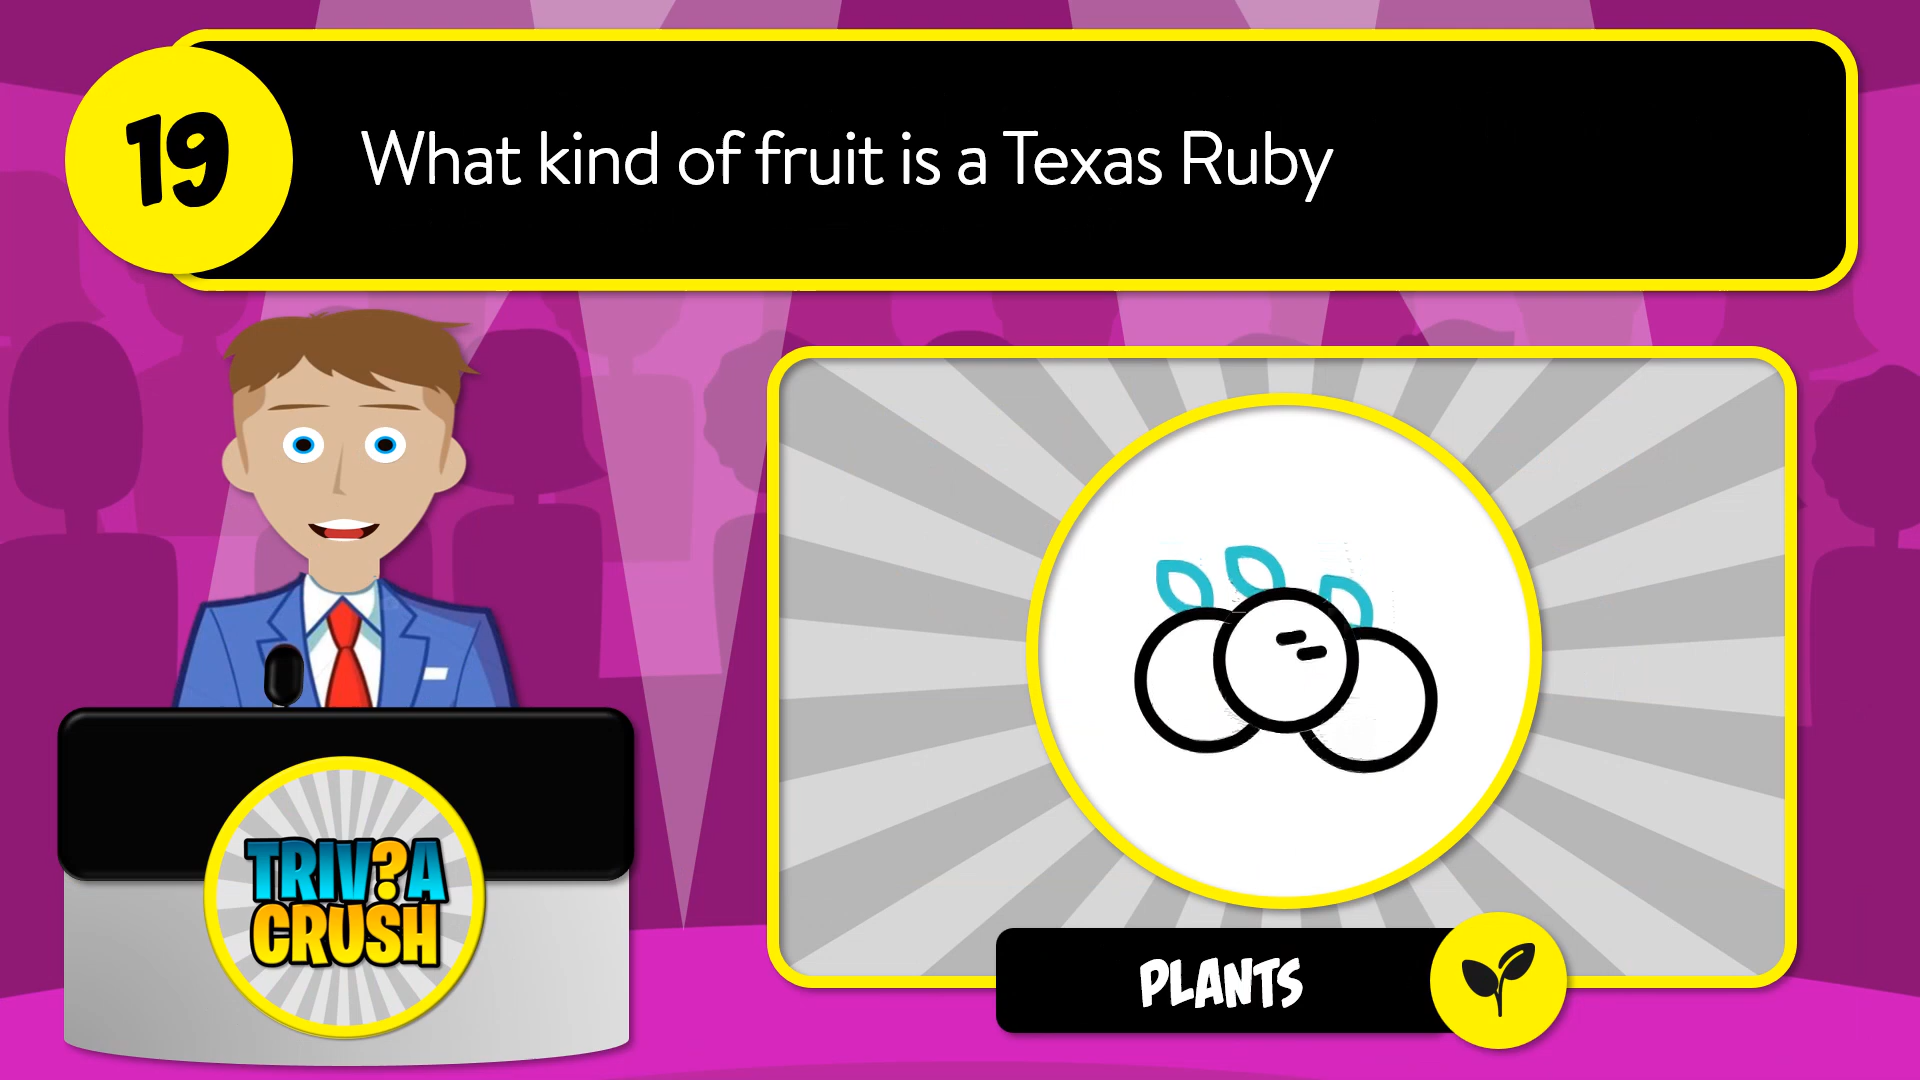 19
What kind of fruit is a Texas Ruby
TRIV?A
CRUSH
PLANTS